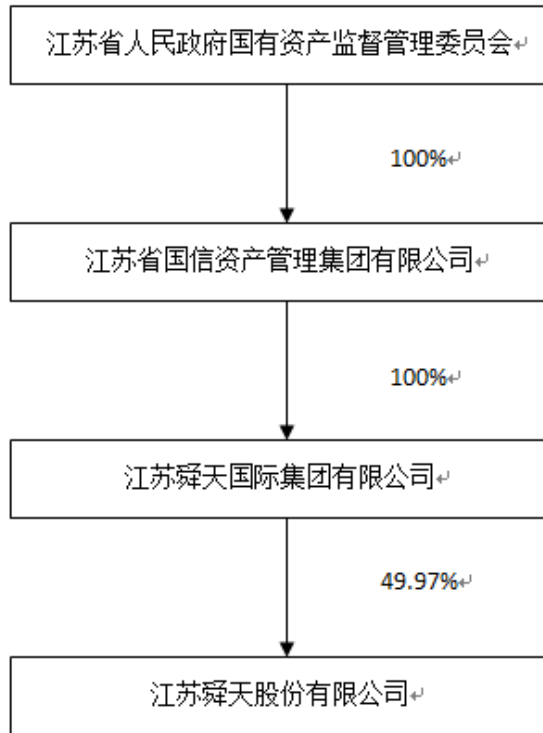 江苏省人民政府国有资产监督管理委员会
100%
江苏省国信资产管理集团有限公司
100%
江苏舜天国际集团有限公司
49.97%
江苏舜天股份有限公司